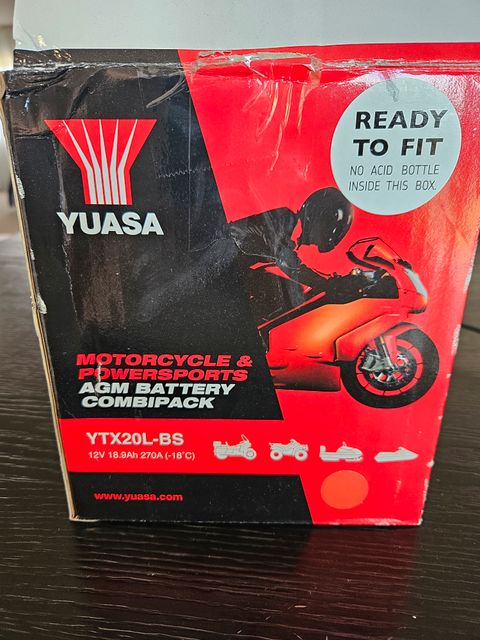 YUASA
READY
TO FIT
NO ACID BOTTLE
INSIDE THIS BOX.
MOTORCYCLE &
POWERSPORTS
AGM BATTERY
COMBIPACK
YTX20L-BS
12V 18.9Ah 270A (-18°C)
www.yuasa.com